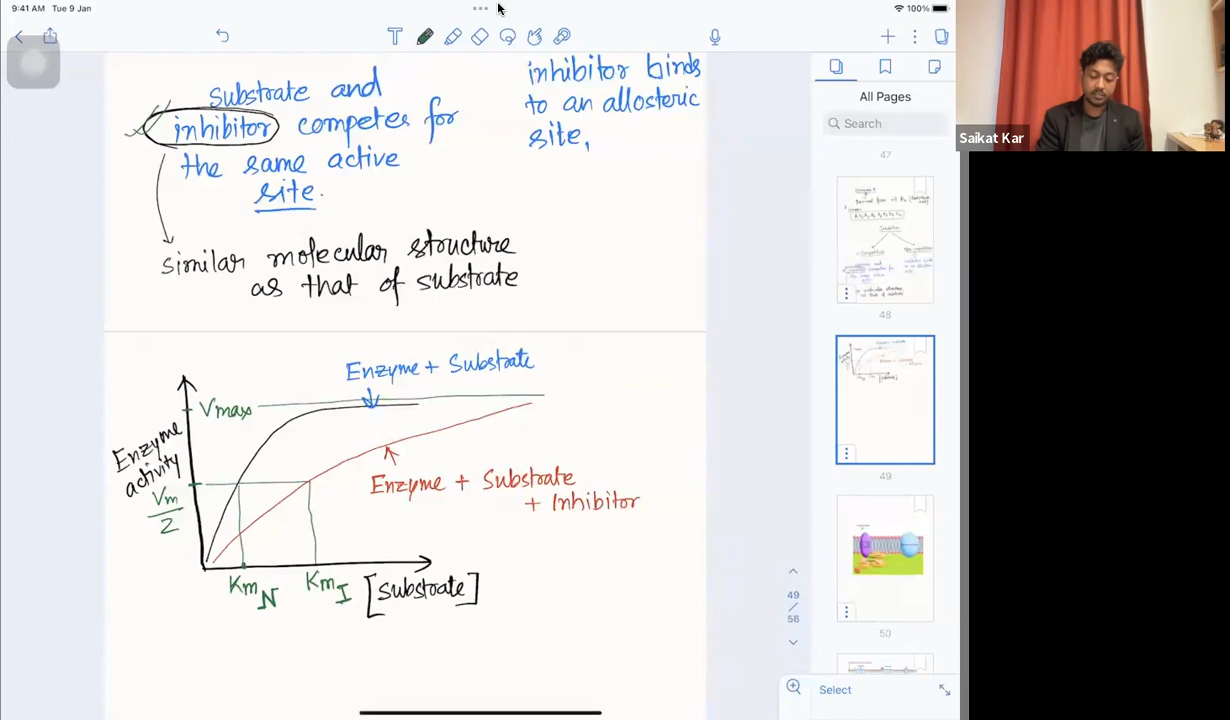 9:41 AM Tue 9 Jan
100%
substrate and
inhibitor competes for
the same active
site.
inhibitor binds
to an allosteric
site,
similar molecular structure
as that of substrate
Enzyme + Substrate
Vmax
Enzyme
activity
Vm
2
Enzyme + Substrate
+ Inhibitor
Km N
Km I
[substrate]
All Pages
Search
47
48
49
50
49
/
56
Select
Saikat Kar